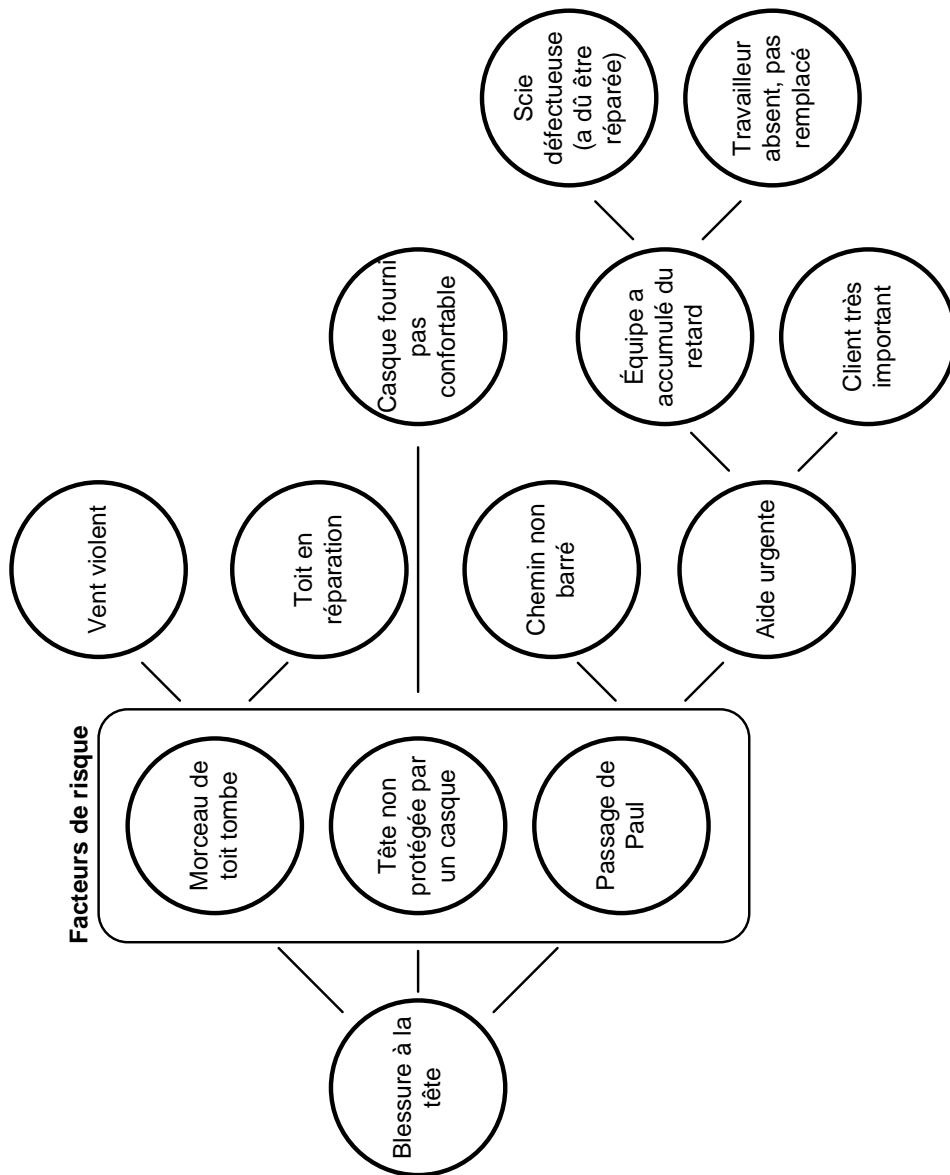 Facteurs de risque
Blessure à la
tête
Morceau de
toit tombe
Tête non
protégée par
un casque
Passage de
Paul
Vent violent
Toit en
réparation
Casque fourni
pas
confortable
Chemin non
barré
Aide urgente
Équipe a
accumulé du
retard
Client très
important
Scie
défectueuse
(a dû être
réparée)
Travailleur
absent, pas
remplacé